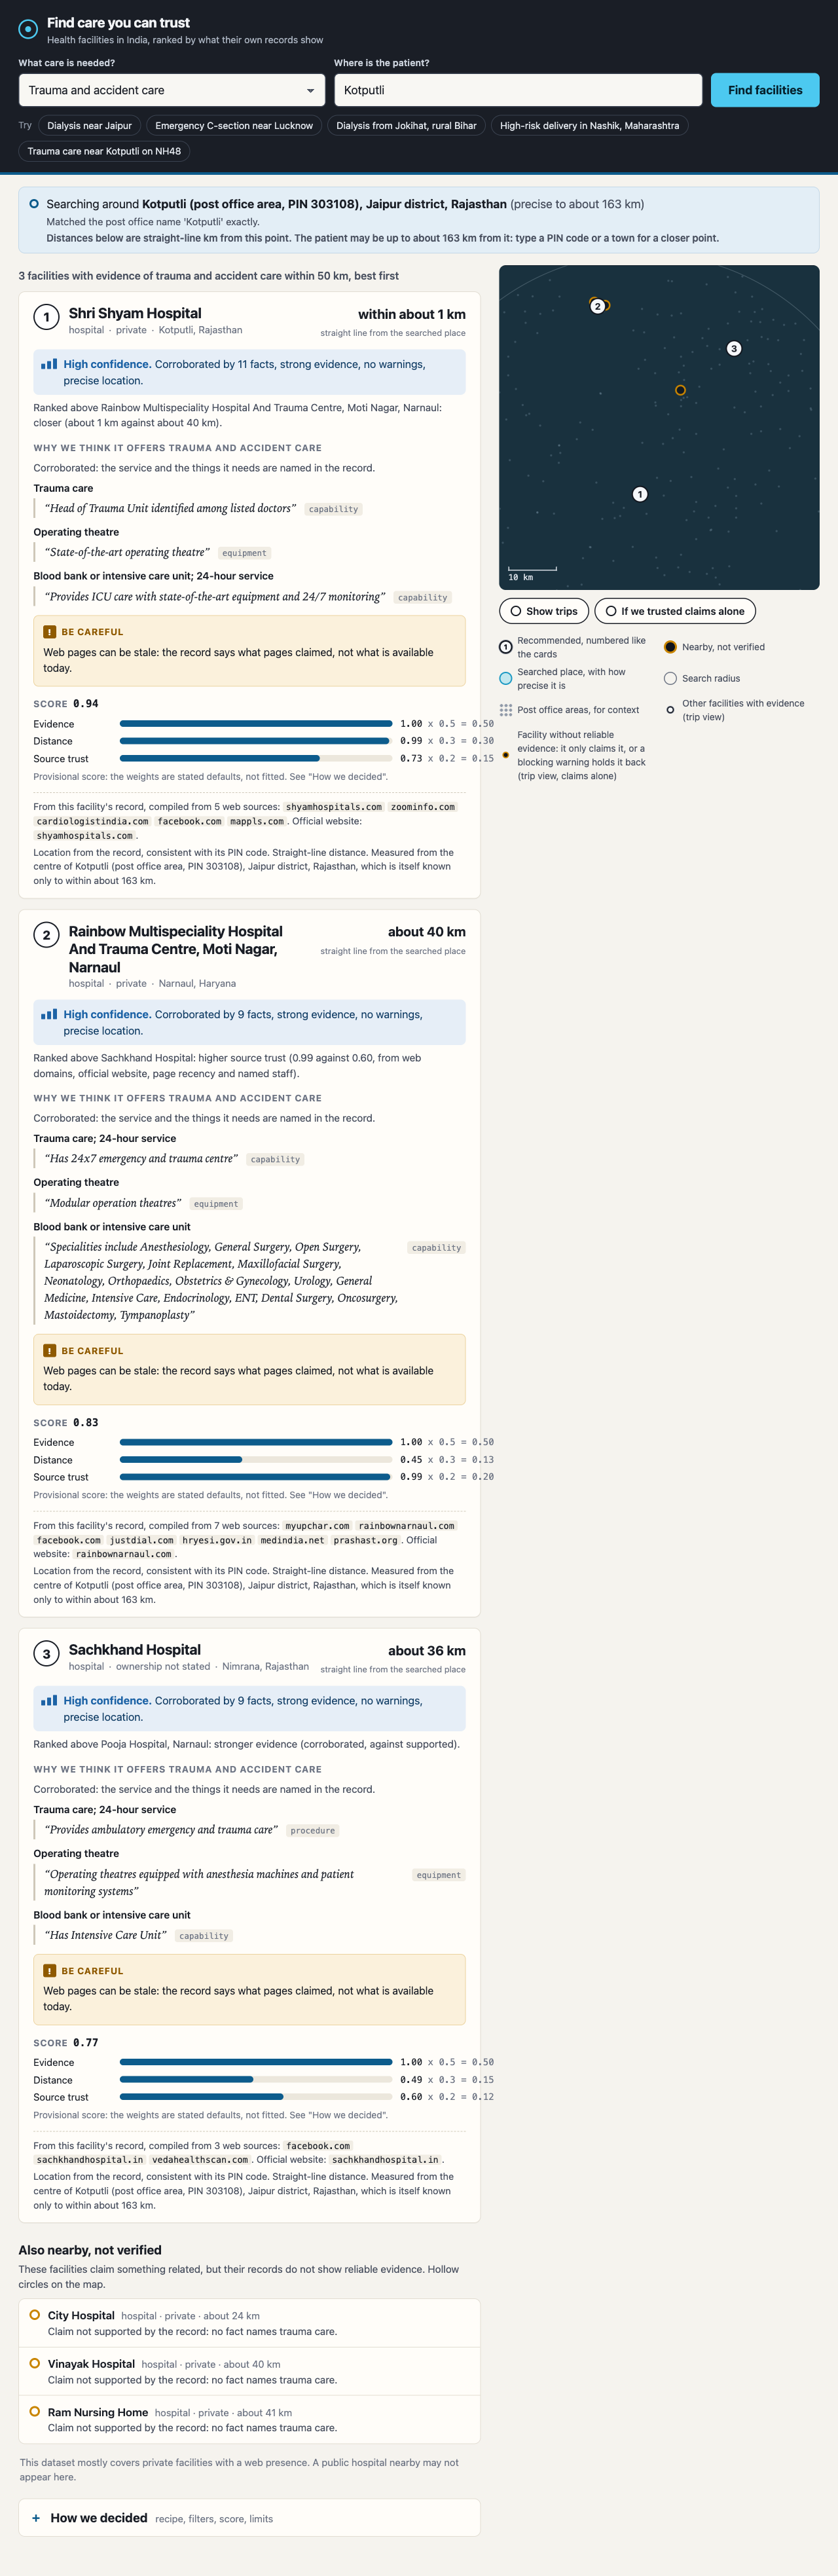 Find care you can trust
Health facilities in India, ranked by what their own records show
What care is needed?
Where is the patient?
Trauma and accident care
Kotputli
Find facilities
Try
Dialysis near Jaipur
Emergency C-section near Lucknow
Dialysis from Jokihat, rural Bihar
High-risk delivery in Nashik, Maharashtra
Trauma care near Kotputli on NH48
Searching around Kotputli (post office area, PIN 303108), Jaipur district, Rajasthan (precise to about 163 km)
Matched the post office name 'Kotputli' exactly.
Distances below are straight-line km from this point. The patient may be up to about 163 km from it: type a PIN code or a town for a closer point.
3 facilities with evidence of trauma and accident care within 50 km, best first
1
Shri Shyam Hospital
hospital · private · Kotputli, Rajasthan
within about 1 km
straight line from the searched place
High confidence. Corroborated by 11 facts, strong evidence, no warnings,
precise location.
Ranked above Rainbow Multispeciality Hospital And Trauma Centre, Moti Nagar, Narnaul:
closer (about 1 km against about 40 km).
WHY WE THINK IT OFFERS TRAUMA AND ACCIDENT CARE
Corroborated: the service and the things it needs are named in the record.
Trauma care
“Head of Trauma Unit identified among listed doctors” capability
Operating theatre
“State-of-the-art operating theatre” equipment
Blood bank or intensive care unit; 24-hour service
“Provides ICU care with state-of-the-art equipment and 24/7 monitoring” capability
! BE CAREFUL
Web pages can be stale: the record says what pages claimed, not what is available
today.
SCORE 0.94
Evidence 1.00 x 0.5 = 0.50
Distance 0.99 x 0.3 = 0.30
Source trust 0.73 x 0.2 = 0.15
Provisional score: the weights are stated defaults, not fitted. See "How we decided".
From this facility's record, compiled from 5 web sources: shyamhospitals.com zoominfo.com
cardiologistindia.com facebook.com mappls.com . Official website:
shyamhospitals.com .
Location from the record, consistent with its PIN code. Straight-line distance. Measured from the
centre of Kotputli (post office area, PIN 303108), Jaipur district, Rajasthan, which is itself known
only to within about 163 km.
2
Rainbow Multispeciality Hospital
And Trauma Centre, Moti Nagar,
Narnaul
hospital · private · Narnaul, Haryana
about 40 km
straight line from the searched place
High confidence. Corroborated by 9 facts, strong evidence, no warnings,
precise location.
Ranked above Sachkhand Hospital: higher source trust (0.99 against 0.60, from web
domains, official website, page recency and named staff).
WHY WE THINK IT OFFERS TRAUMA AND ACCIDENT CARE
Corroborated: the service and the things it needs are named in the record.
Trauma care; 24-hour service
“Has 24x7 emergency and trauma centre” capability
Operating theatre
“Modular operation theatres” equipment
Blood bank or intensive care unit
“Specialities include Anesthesiology, General Surgery, Open Surgery, capability
Laparoscopic Surgery, Joint Replacement, Maxillofacial Surgery,
Neonatology, Orthopaedics, Obstetrics & Gynecology, Urology, General
Medicine, Intensive Care, Endocrinology, ENT, Dental Surgery, Oncosurgery,
Mastoidectomy, Tympanoplasty”
! BE CAREFUL
Web pages can be stale: the record says what pages claimed, not what is available
today.
SCORE 0.83
Evidence 1.00 x 0.5 = 0.50
Distance 0.45 x 0.3 = 0.13
Source trust 0.99 x 0.2 = 0.20
Provisional score: the weights are stated defaults, not fitted. See "How we decided".
From this facility's record, compiled from 7 web sources: myupchar.com rainbownarnaul.com
facebook.com justdial.com hryesi.gov.in medindia.net prashast.org . Official
website: rainbownarnaul.com .
Location from the record, consistent with its PIN code. Straight-line distance. Measured from the
centre of Kotputli (post office area, PIN 303108), Jaipur district, Rajasthan, which is itself known
only to within about 163 km.
3
Sachkhand Hospital
hospital · ownership not stated · Nimrana, Rajasthan
about 36 km
straight line from the searched place
High confidence. Corroborated by 9 facts, strong evidence, no warnings,
precise location.
Ranked above Pooja Hospital, Narnaul: stronger evidence (corroborated, against supported).
WHY WE THINK IT OFFERS TRAUMA AND ACCIDENT CARE
Corroborated: the service and the things it needs are named in the record.
Trauma care; 24-hour service
“Provides ambulatory emergency and trauma care” procedure
Operating theatre
“Operating theatres equipped with anesthesia machines and patient equipment
monitoring systems”
Blood bank or intensive care unit
“Has Intensive Care Unit” capability
! BE CAREFUL
Web pages can be stale: the record says what pages claimed, not what is available
today.
SCORE 0.77
Evidence 1.00 x 0.5 = 0.50
Distance 0.49 x 0.3 = 0.15
Source trust 0.60 x 0.2 = 0.12
Provisional score: the weights are stated defaults, not fitted. See "How we decided".
From this facility's record, compiled from 3 web sources: facebook.com
sachkhandhospital.in vedahealthscan.com . Official website: sachkhandhospital.in .
Location from the record, consistent with its PIN code. Straight-line distance. Measured from the
centre of Kotputli (post office area, PIN 303108), Jaipur district, Rajasthan, which is itself known
only to within about 163 km.
Also nearby, not verified
These facilities claim something related, but their records do not show reliable evidence. Hollow
circles on the map.
City Hospital hospital · private · about 24 km
Claim not supported by the record: no fact names trauma care.
Vinayak Hospital hospital · private · about 40 km
Claim not supported by the record: no fact names trauma care.
Ram Nursing Home hospital · private · about 41 km
Claim not supported by the record: no fact names trauma care.
This dataset mostly covers private facilities with a web presence. A public hospital nearby may not
appear here.
+ How we decided recipe, filters, score, limits
2
3
1
10 km
Show trips
If we trusted claims alone
1 Recommended, numbered like
the cards
Nearby, not verified
Searched place, with how
precise it is
Search radius
Post office areas, for context
Other facilities with evidence
(trip view)
Facility without reliable
evidence: it only claims it, or a
blocking warning holds it back
(trip view, claims alone)